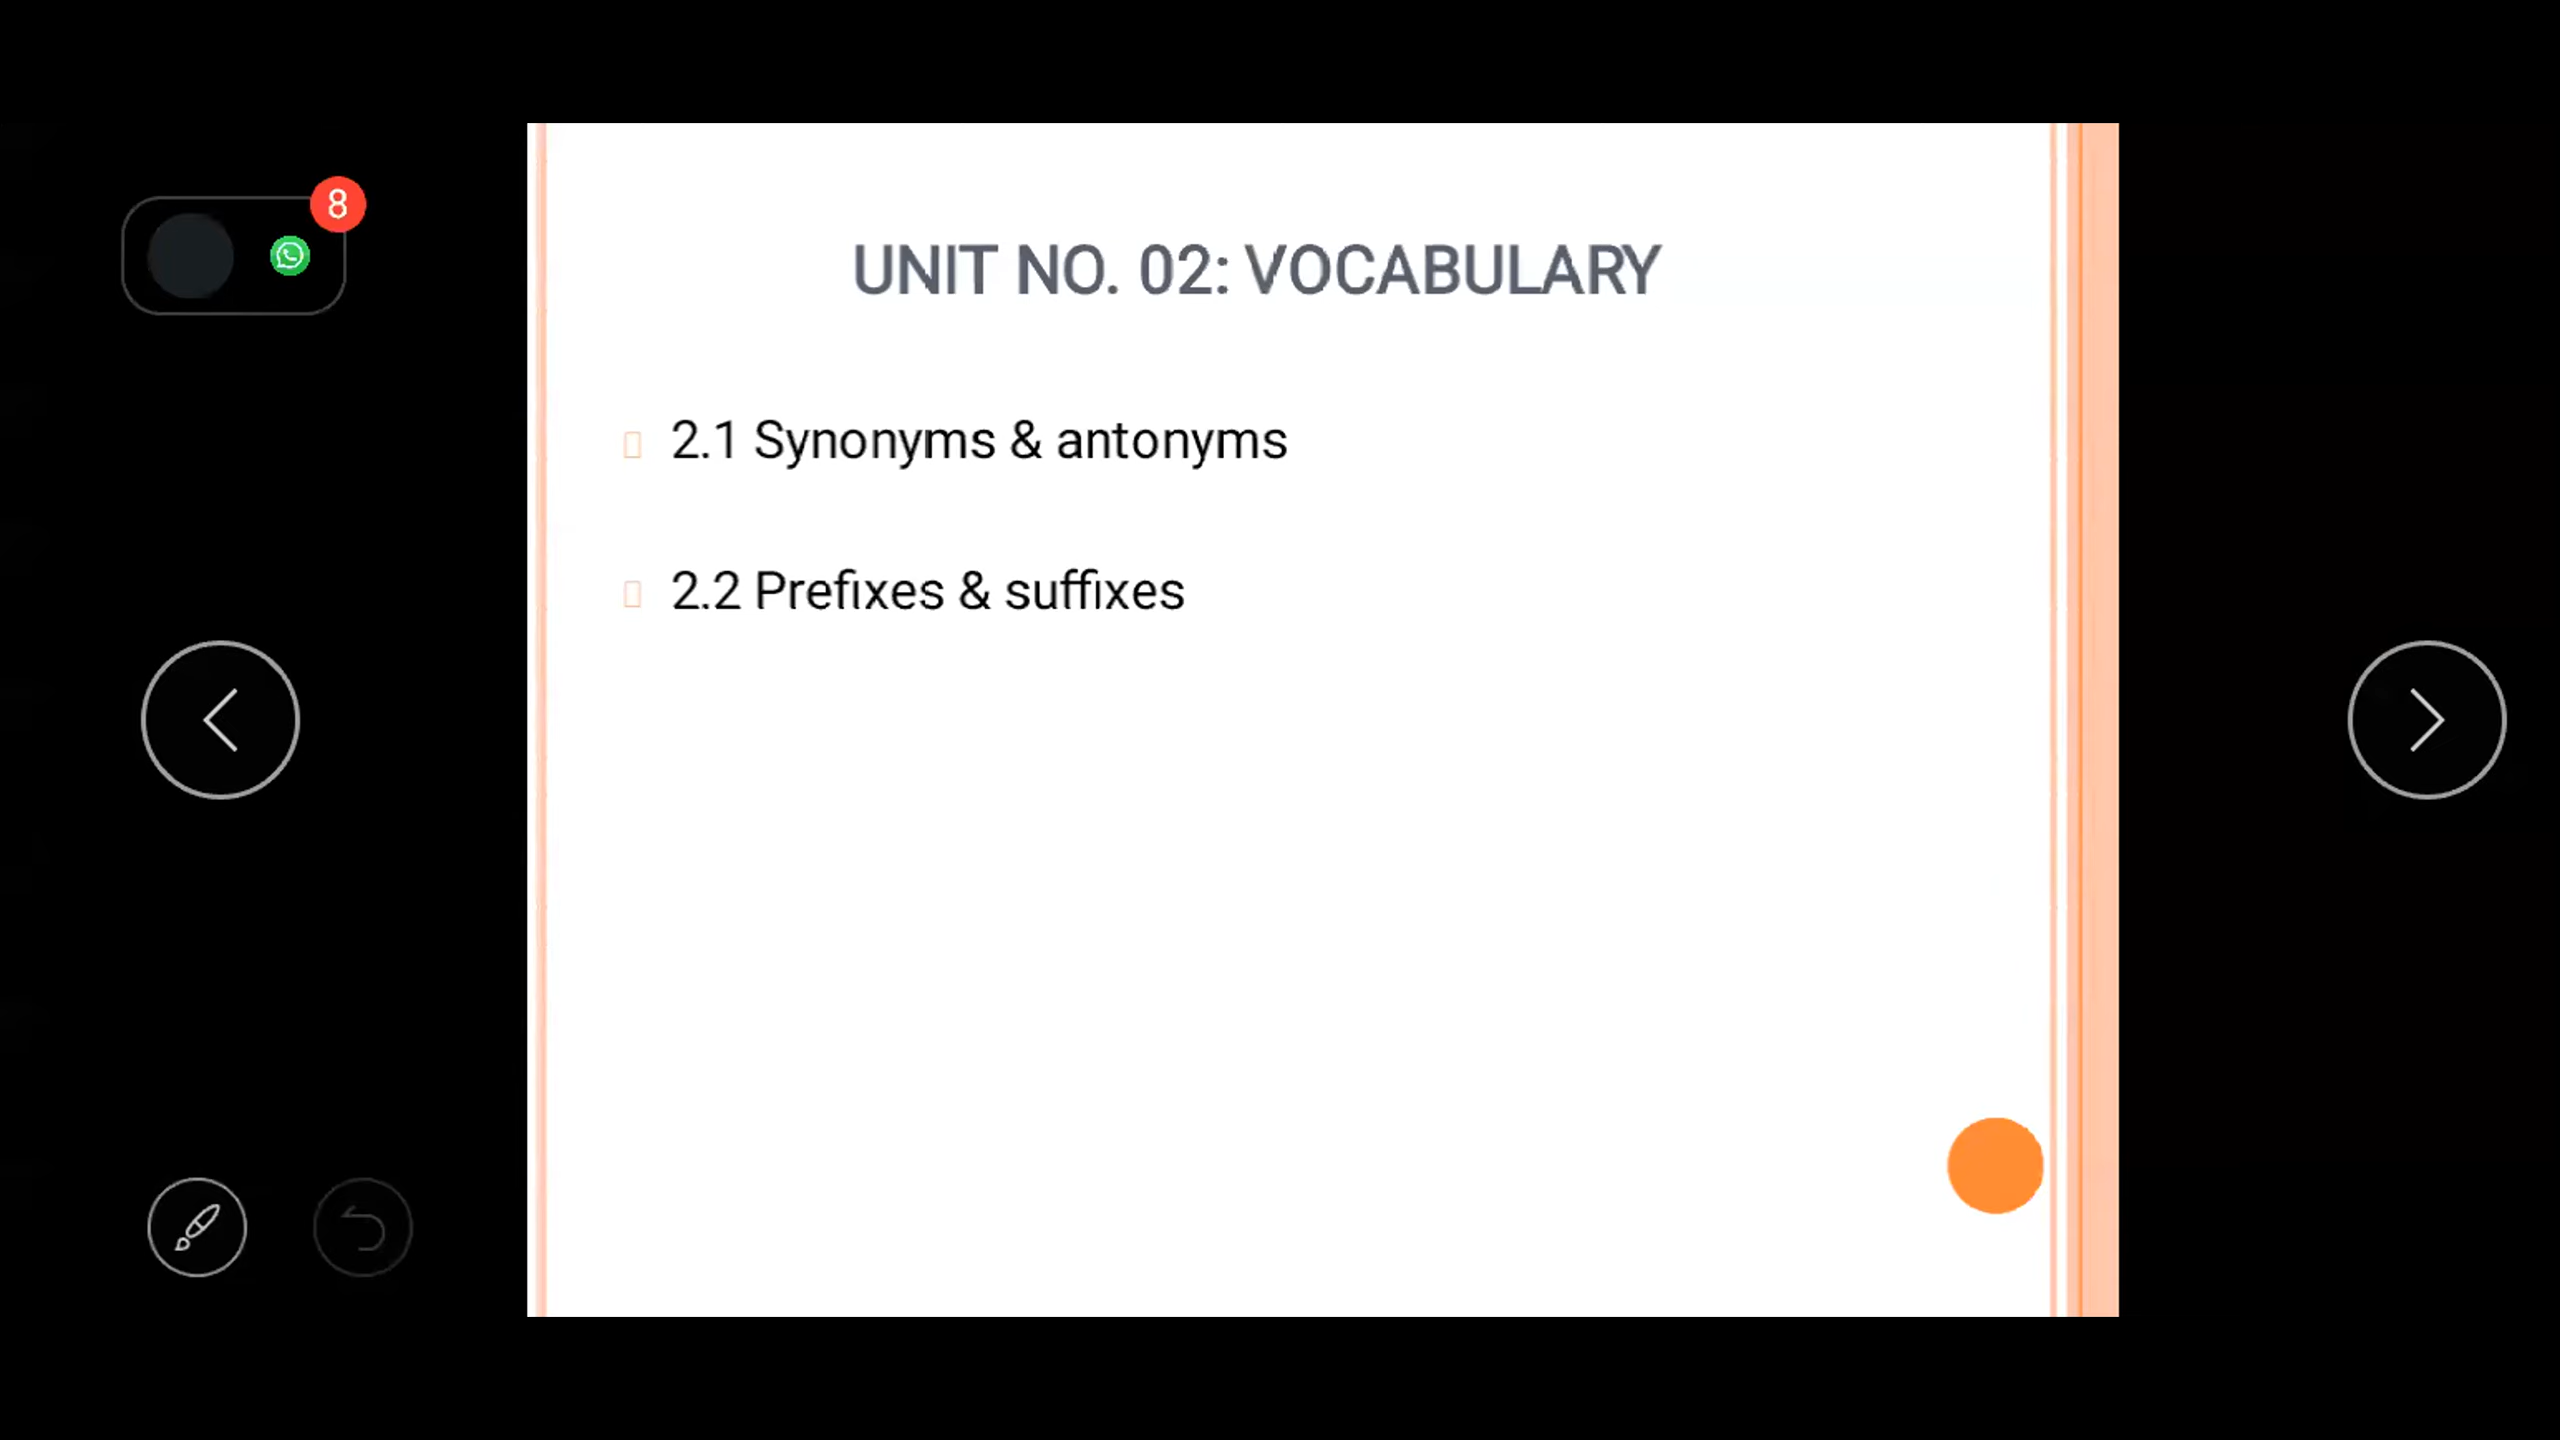 8
UNIT NO. 02: VOCABULARY
2.1 Synonyms & antonyms
2.2 Prefixes & suffixes